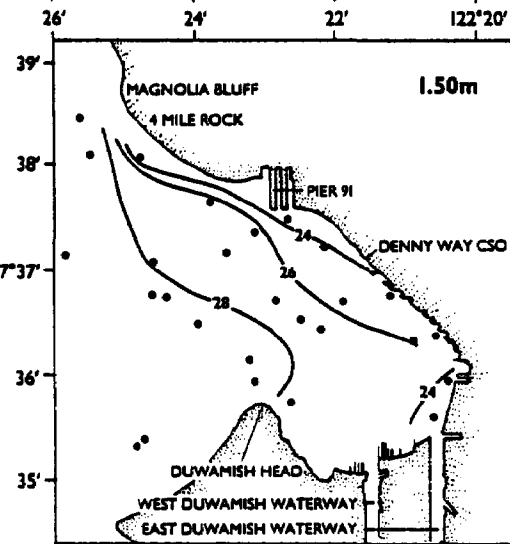 26' 24' 22' 122°20'
39'
1.50m
MAGNOLIA BLUFF
4 MILE ROCK
38'
PIER 91
24
DENNY WAY CSO
26
7°37'
28
36'
24
35'
DUWAMISH HEAD
WEST DUWAMISH WATERWAY
EAST DUWAMISH WATERWAY